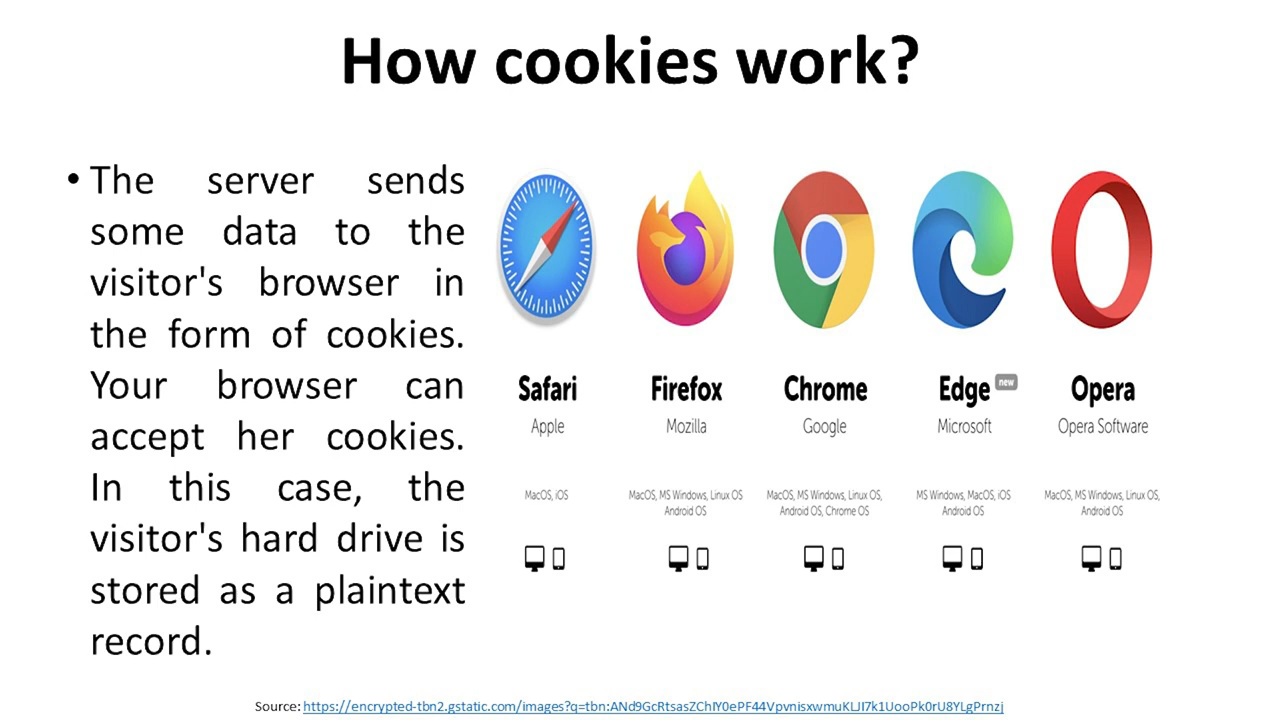 How cookies work?
• The server sends
some data to the
visitor's browser in
the form of cookies.
Your browser can
accept her cookies.
In this case, the
visitor's hard drive is
stored as a plaintext
record.
Safari Firefox Chrome Edge new Opera
Apple Mozilla Google Microsoft Opera Software
MacOS, iOS MacOS, MS Windows, Linux OS MacOS, MS Windows, Linux OS, MS Windows, MacOS, iOS MacOS, MS Windows, Linux OS,
Android OS Android OS, Chrome OS Android OS Android OS
Source: https://encrypted-tbn2.gstatic.com/images?q=tbn:ANd9GcRtsasZChlY0ePF44VpvnisxwmuKLJl7k1UooPk0rU8YLgPrnzj